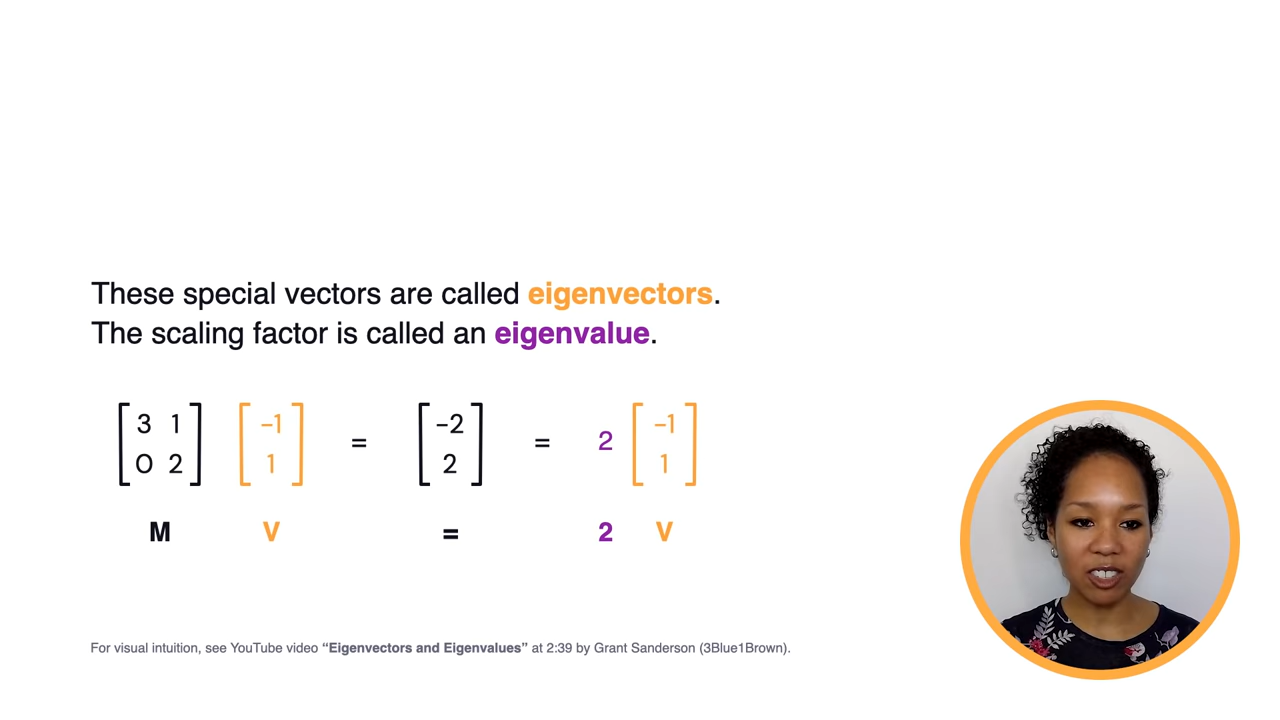 These special vectors are called eigenvectors.
The scaling factor is called an eigenvalue.
3 1 –1 –2 –1
= = 2
0 2 1 2 1
M V = 2 V
For visual intuition, see YouTube video “Eigenvectors and Eigenvalues” at 2:39 by Grant Sanderson (3Blue1Brown).